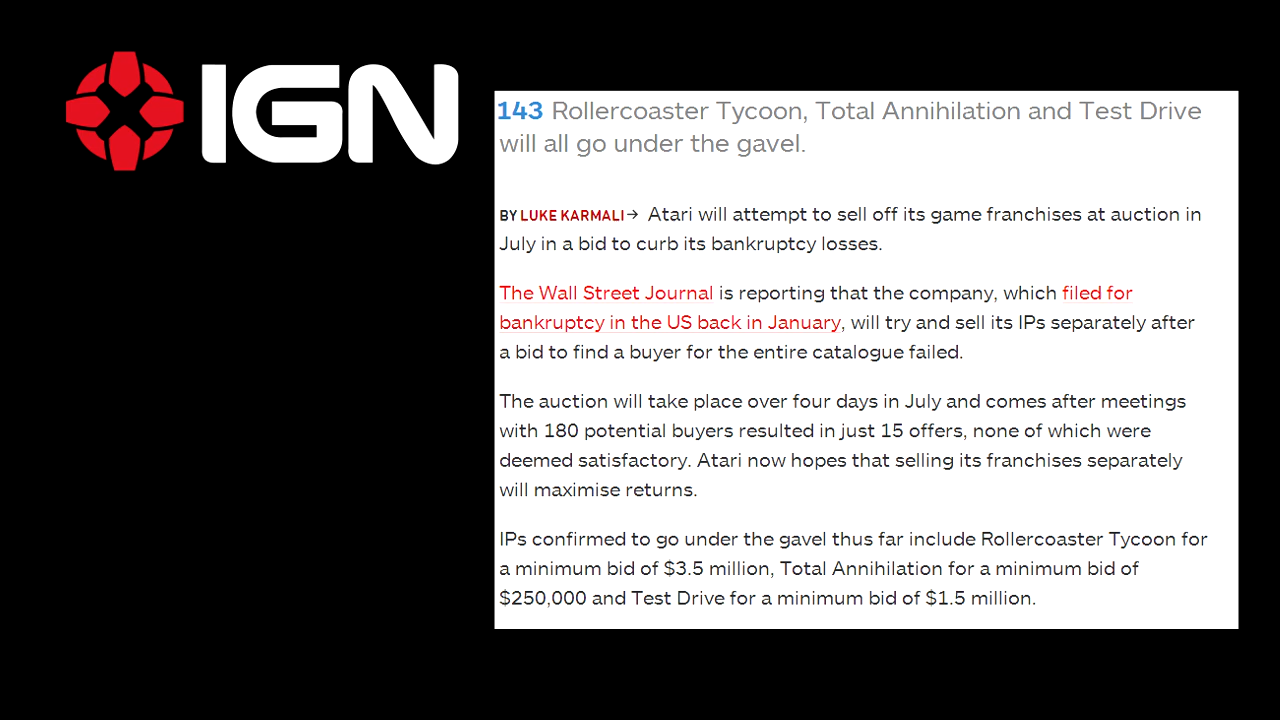 IGN
143 Rollercoaster Tycoon, Total Annihilation and Test Drive
will all go under the gavel.
BY LUKE KARMALI→ Atari will attempt to sell off its game franchises at auction in
July in a bid to curb its bankruptcy losses.
The Wall Street Journal is reporting that the company, which filed for
bankruptcy in the US back in January, will try and sell its IPs separately after
a bid to find a buyer for the entire catalogue failed.
The auction will take place over four days in July and comes after meetings
with 180 potential buyers resulted in just 15 offers, none of which were
deemed satisfactory. Atari now hopes that selling its franchises separately
will maximise returns.
IPs confirmed to go under the gavel thus far include Rollercoaster Tycoon for
a minimum bid of $3.5 million, Total Annihilation for a minimum bid of
$250,000 and Test Drive for a minimum bid of $1.5 million.